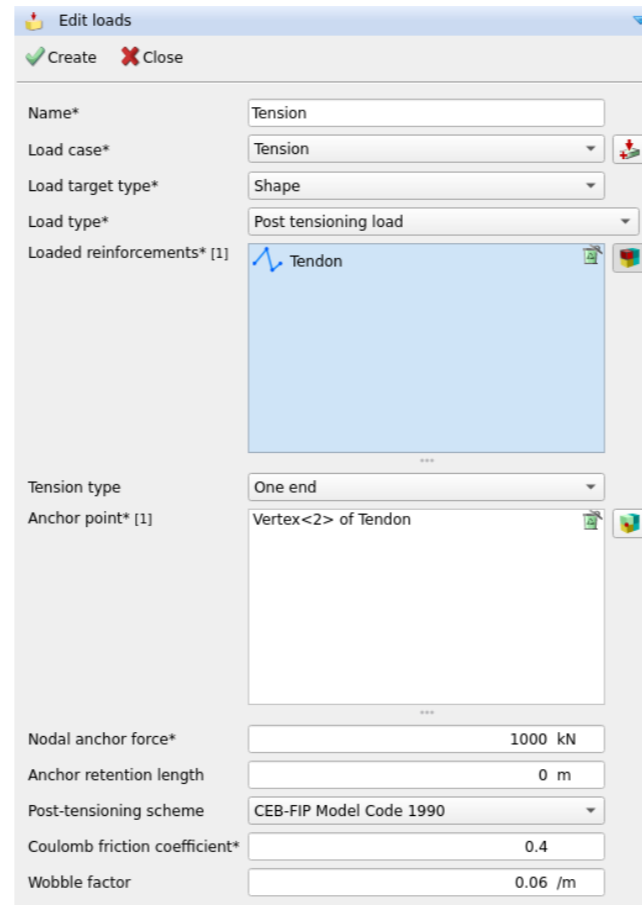 Edit loads
Create Close
Name* Tension
Load case* Tension
Load target type* Shape
Load type* Post tensioning load
Loaded reinforcements* [1] Tendon
Tension type One end
Anchor point* [1] Vertex<2> of Tendon
Nodal anchor force* 1000 kN
Anchor retention length 0 m
Post-tensioning scheme CEB-FIP Model Code 1990
Coulomb friction coefficient* 0.4
Wobble factor 0.06 /m